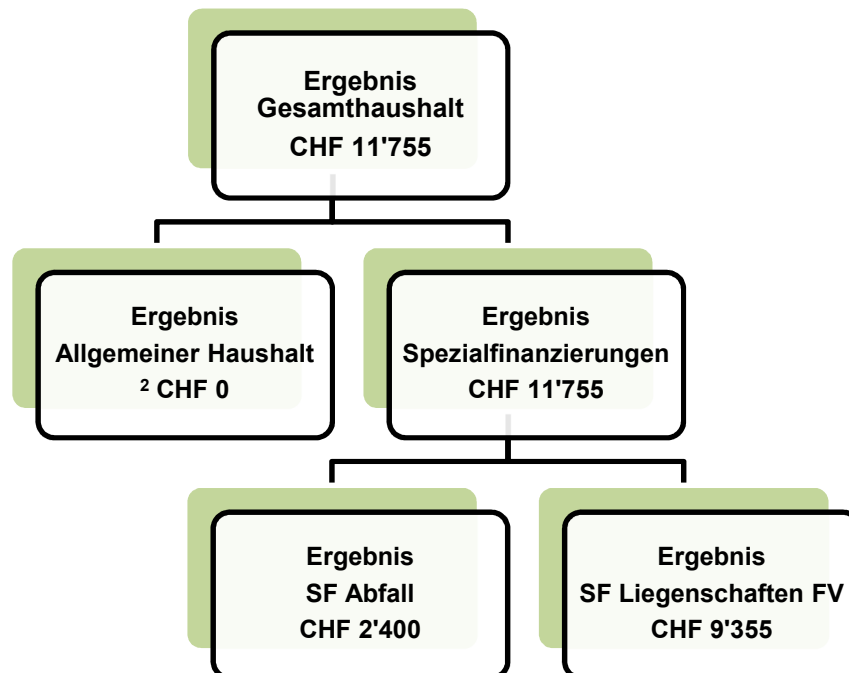 Ergebnis
Gesamthaushalt
CHF 11'755
Ergebnis
Allgemeiner Haushalt
² CHF 0
Ergebnis
Spezialfinanzierungen
CHF 11'755
Ergebnis
SF Abfall
CHF 2'400
Ergebnis
SF Liegenschaften FV
CHF 9'355